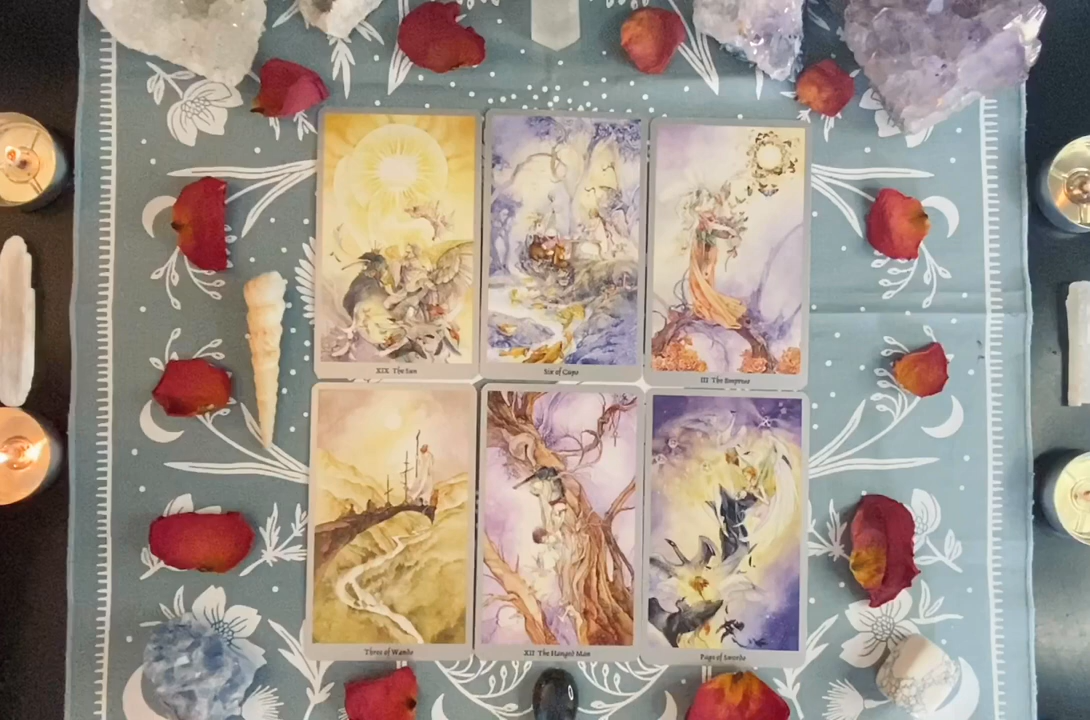 XIX The Sun
Six of Cups
III The Empress
Three of Wands
XII The Hanged Man
Page of Swords